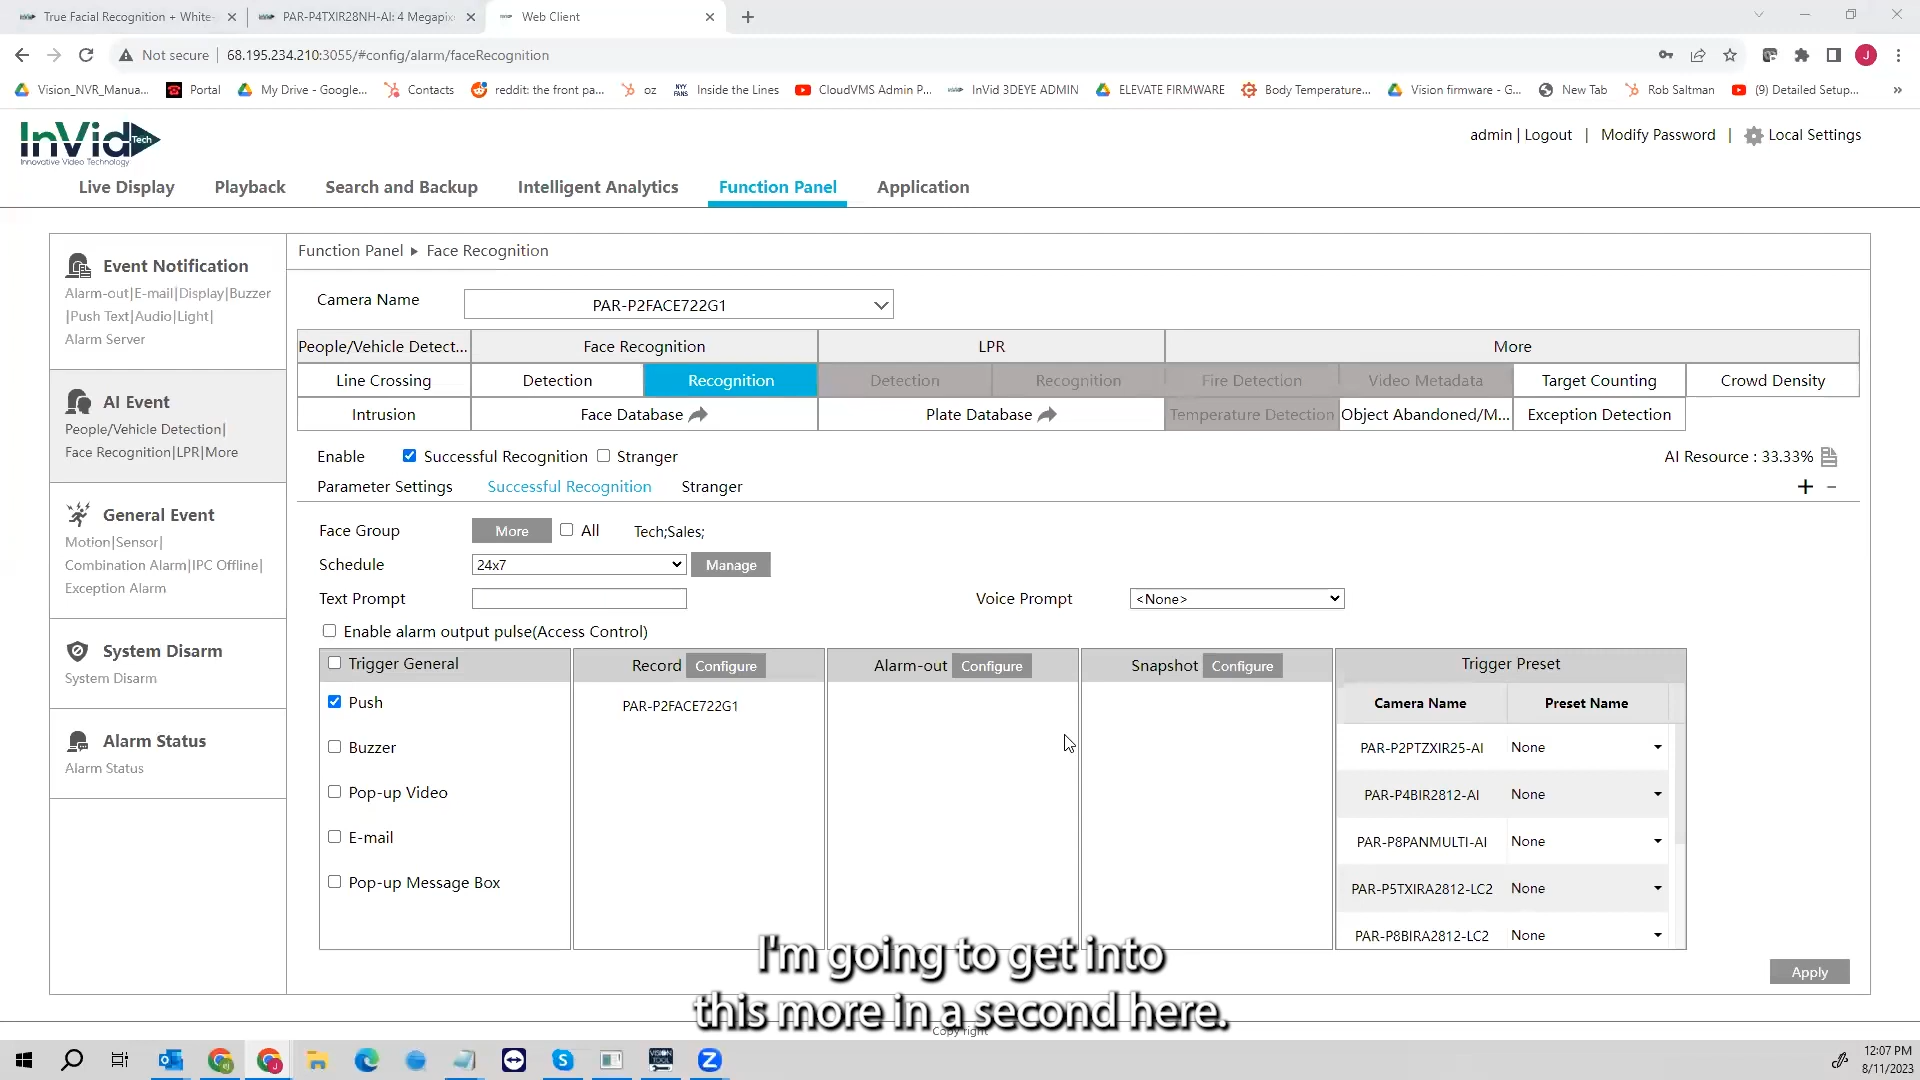 True Facial Recognition + White-
PAR-P4TXIR28NH-AI: 4 Megapix
Web Client
Not secure
68.195.234.210:3055/#config/alarm/faceRecognition
J
Vision_NVR_Manua...
Portal
My Drive - Google...
Contacts
reddit: the front pa...
oz
Inside the Lines
CloudVMS Admin P...
InVid 3DEYE ADMIN
ELEVATE FIRMWARE
Body Temperature...
Vision firmware - G...
New Tab
Rob Saltman
(9) Detailed Setup...
InVid Tech
Innovative Video Technology
admin | Logout | Modify Password | Local Settings
Live Display
Playback
Search and Backup
Intelligent Analytics
Function Panel
Application
Event Notification
Alarm-out|E-mail|Display|Buzzer
|Push Text|Audio|Light|
Alarm Server
AI Event
People/Vehicle Detection|
Face Recognition|LPR|More
General Event
Motion|Sensor|
Combination Alarm|IPC Offline|
Exception Alarm
System Disarm
System Disarm
Alarm Status
Alarm Status
Function Panel ▸ Face Recognition
Camera Name
PAR-P2FACE722G1
People/Vehicle Detect...
Face Recognition
LPR
More
Line Crossing
Detection
Recognition
Detection
Recognition
Fire Detection
Video Metadata
Target Counting
Crowd Density
Intrusion
Face Database
Plate Database
Temperature Detection
Object Abandoned/M...
Exception Detection
Enable
Successful Recognition
Stranger
AI Resource : 33.33%
Parameter Settings
Successful Recognition
Stranger
+ −
Face Group
More
All
Tech;Sales;
Schedule
24x7
Manage
Text Prompt
Voice Prompt
<None>
Enable alarm output pulse(Access Control)
Trigger General
Record
Configure
Alarm-out
Configure
Snapshot
Configure
Trigger Preset
Push
Buzzer
Pop-up Video
E-mail
Pop-up Message Box
PAR-P2FACE722G1
Camera Name
Preset Name
PAR-P2PTZXIR25-AI
None
PAR-P4BIR2812-AI
None
PAR-P8PANMULTI-AI
None
PAR-P5TXIRA2812-LC2
None
PAR-P8BIRA2812-LC2
None
Apply
I'm going to get into
this more in a second here.
Copy right
VISION TOOL
12:07 PM
8/11/2023